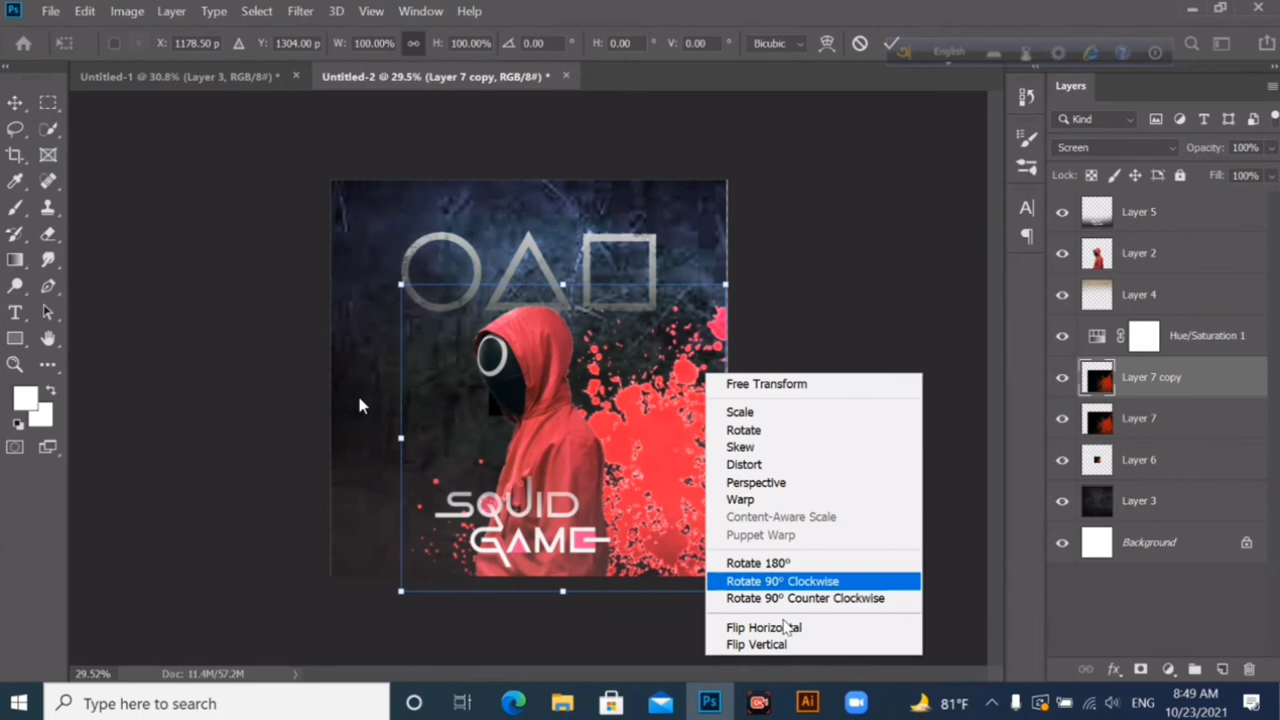 Ps File Edit Image Layer Type Select Filter 3D View Window Help
X: 1178.50 p Y: 1304.00 p W: 100.00% H: 100.00% 0.00 ° H: 0.00 ° V: 0.00 ° Bicubic English
Untitled-1 @ 30.8% (Layer 3, RGB/8#) * × Untitled-2 @ 29.5% (Layer 7 copy, RGB/8#) * ×
Layers
Kind
Screen Opacity: 100%
Lock: Fill: 100%
Layer 5
Layer 2
Layer 4
Hue/Saturation 1
Layer 7 copy
Layer 7
Layer 6
Layer 3
Background
Free Transform
Scale
Rotate
Skew
Distort
Perspective
Warp
Content-Aware Scale
Puppet Warp
Rotate 180°
Rotate 90° Clockwise
Rotate 90° Counter Clockwise
Flip Horizontal
Flip Vertical
SQUID
GAME
29.52% Doc: 11.4M/57.2M
Type here to search Ps Ai 81°F ENG 8:49 AM
10/23/2021